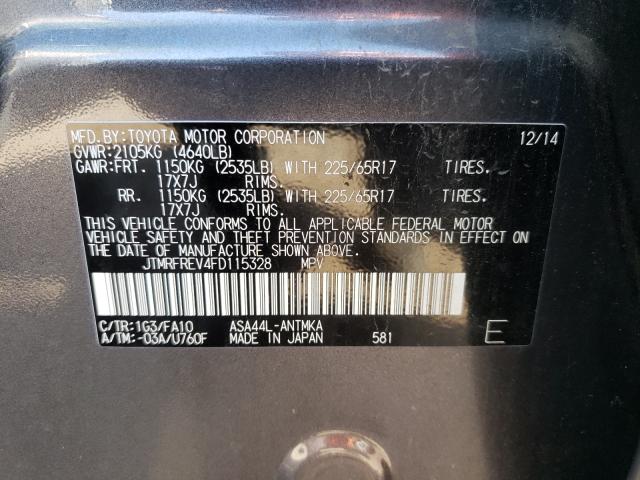 MFD.BY:TOYOTA MOTOR CORPORATION 12/14
GVWR:2105KG (4640LB)
GAWR:FRT. 1150KG (2535LB) WITH 225/65R17 TIRES.
17X7J RIMS.
RR. 1150KG (2535LB) WITH 225/65R17 TIRES.
17X7J RIMS.
THIS VEHICLE CONFORMS TO ALL APPLICABLE FEDERAL MOTOR
VEHICLE SAFETY AND THEFT PREVENTION STANDARDS IN EFFECT ON
THE DATE OF MANUFACTURE SHOWN ABOVE.
JTMRFREV4FD115328 MPV
C/TR:1G3/FA10 ASA44L-ANTMKA
A/TM:-03A/U760F MADE IN JAPAN 581 E